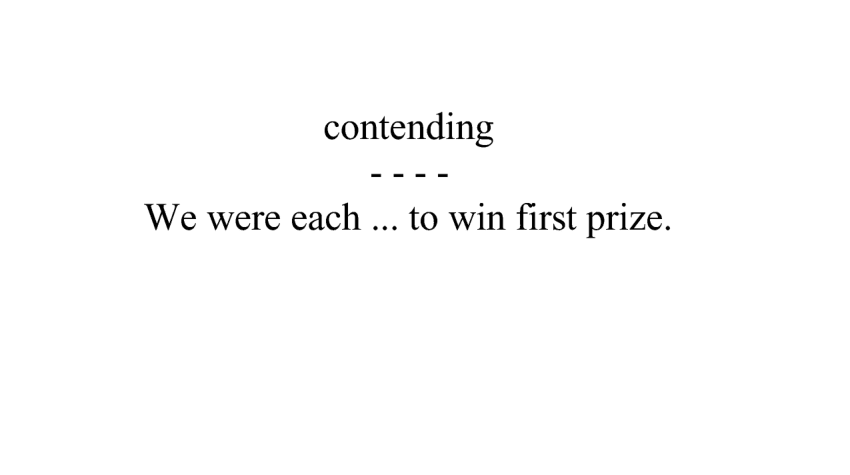 contending
- - - -
We were each ... to win first prize.